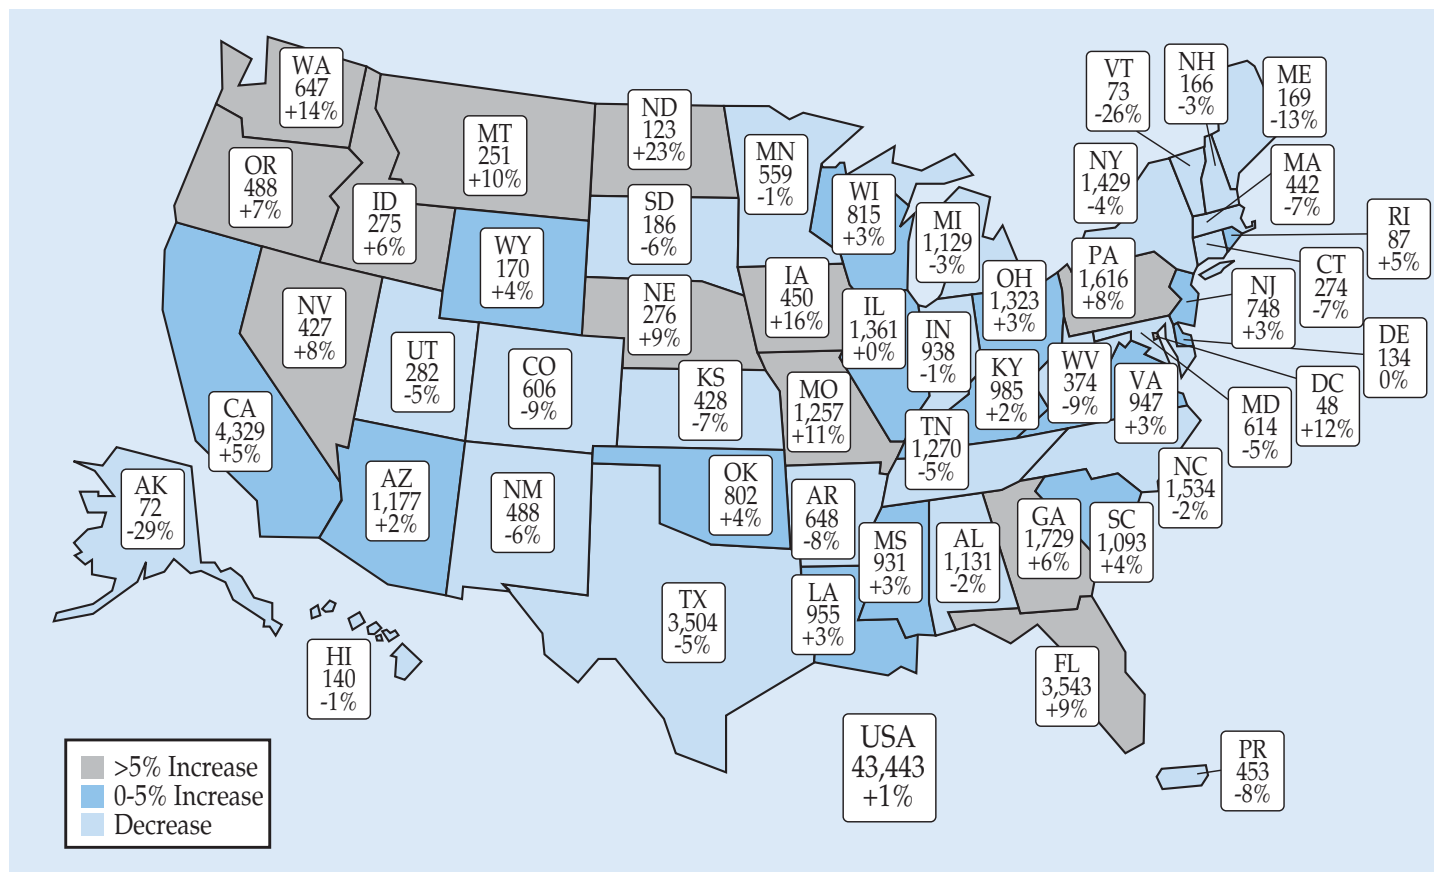 WA
647
+14%
OR
488
+7%
MT
251
+10%
ID
275
+6%
ND
123
+23%
SD
186
-6%
MN
559
-1%
WI
815
+3%
MI
1,129
-3%
VT
73
-26%
NH
166
-3%
ME
169
-13%
NY
1,429
-4%
MA
442
-7%
RI
87
+5%
CT
274
-7%
PA
1,616
+8%
NJ
748
+3%
DE
134
0%
DC
48
+12%
MD
614
-5%
WY
170
+4%
NV
427
+8%
UT
282
-5%
CO
606
-9%
NE
276
+9%
KS
428
-7%
IA
450
+16%
IL
1,361
+0%
IN
938
-1%
OH
1,323
+3%
KY
985
+2%
WV
374
-9%
VA
947
+3%
CA
4,329
+5%
AZ
1,177
+2%
NM
488
-6%
OK
802
+4%
MO
1,257
+11%
AR
648
-8%
TN
1,270
-5%
NC
1,534
-2%
SC
1,093
+4%
GA
1,729
+6%
AL
1,131
-2%
MS
931
+3%
LA
955
+3%
TX
3,504
-5%
FL
3,543
+9%
AK
72
-29%
HI
140
-1%
PR
453
-8%
USA
43,443
+1%
>5% Increase
0-5% Increase
Decrease